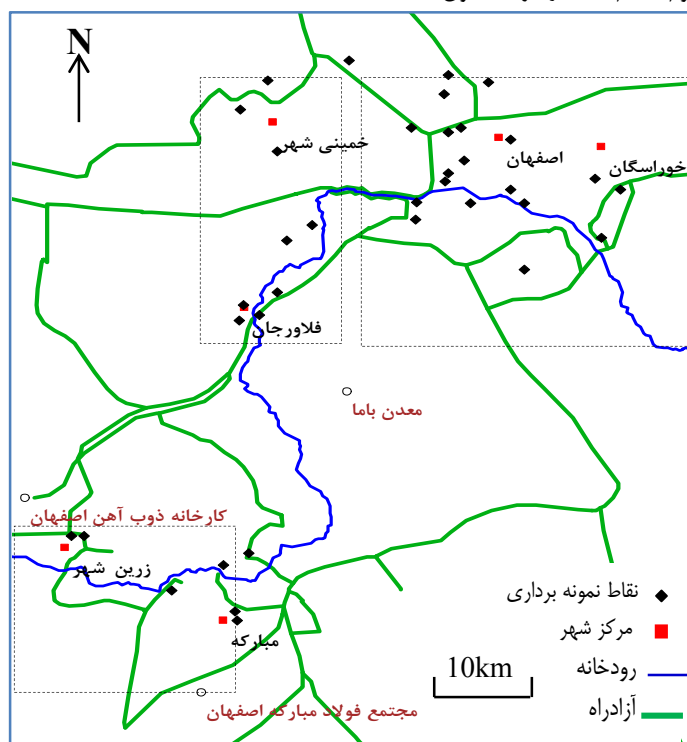 N
خمینی شهر
اصفهان
خوراسگان
فلاورجان
معدن باما
کارخانه ذوب آهن اصفهان
زرین شهر
مبارکه
مجتمع فولاد مبارکه اصفهان
نقاط نمونه برداری
مرکز شهر
رودخانه
آزادراه
10km